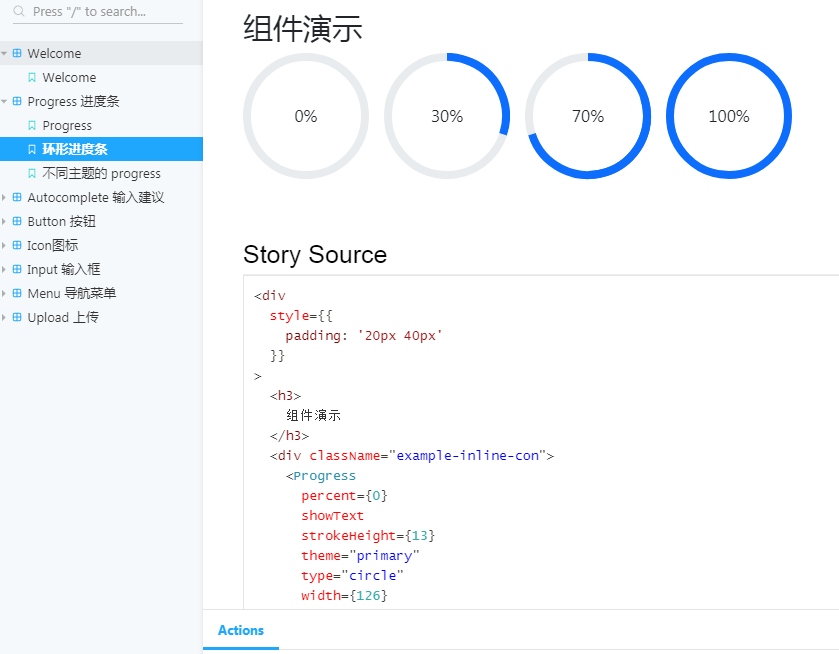 Press "/" to search...
Welcome
Welcome
Progress 进度条
Progress
环形进度条
不同主题的 progress
Autocomplete 输入建议
Button 按钮
Icon图标
Input 输入框
Menu 导航菜单
Upload 上传
组件演示
0%
30%
70%
100%
Story Source
<div
style={{
padding: '20px 40px'
}}
>
<h3>
组件演示
</h3>
<div className="example-inline-con">
<Progress
percent={0}
showText
strokeHeight={13}
theme="primary"
type="circle"
width={126}
Actions